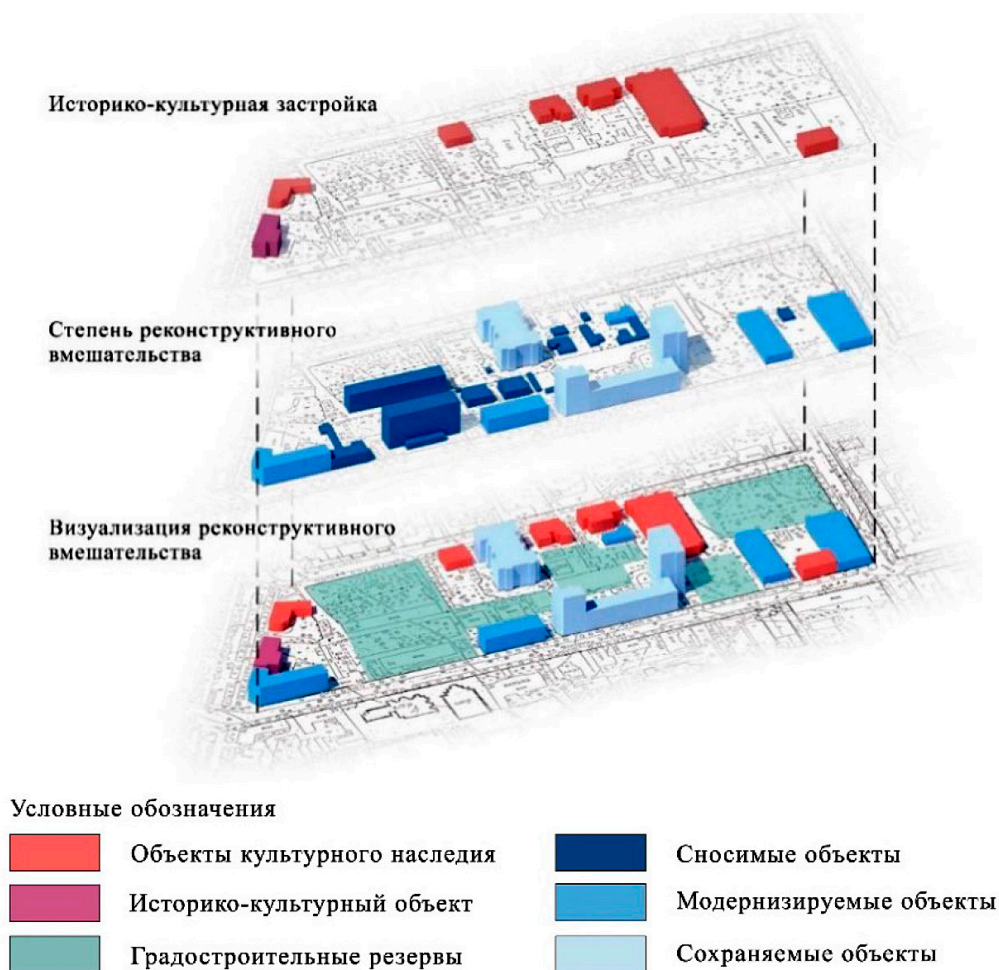 Историко-культурная застройка
Степень реконструктивного
вмешательства
Визуализация реконструктивного
вмешательства
Условные обозначения
Объекты культурного наследия
Историко-культурный объект
Градостроительные резервы
Сносимые объекты
Модернизируемые объекты
Сохраняемые объекты